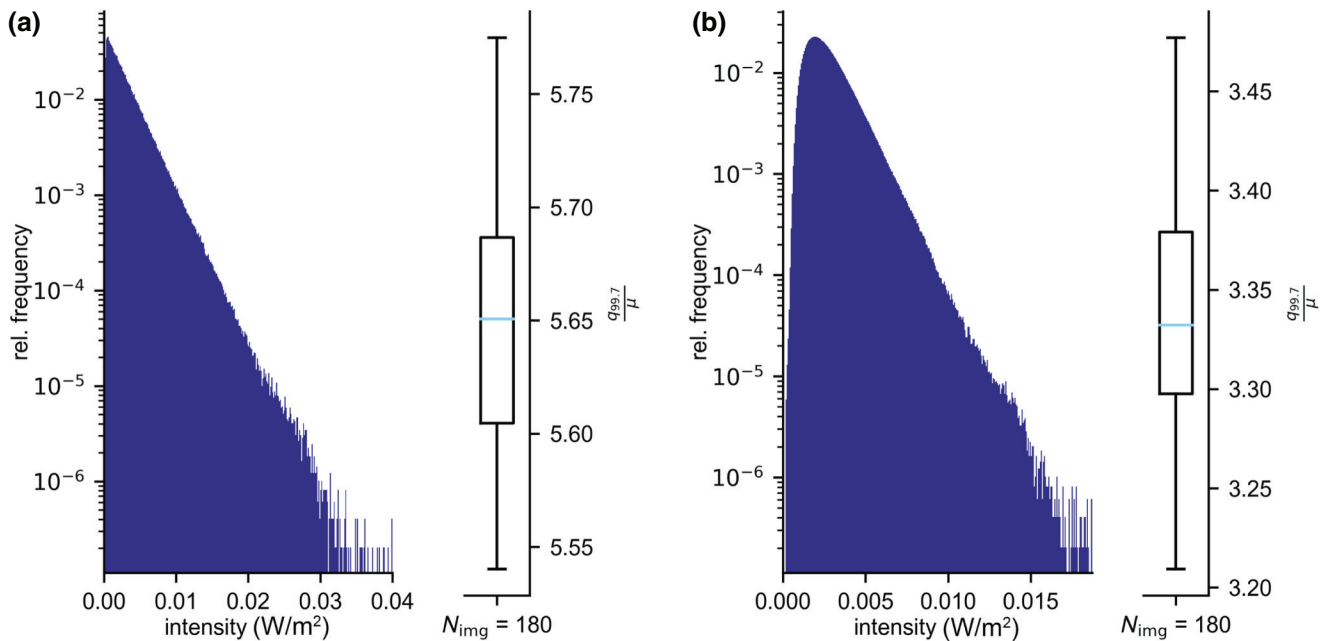 (a)
10⁻²
10⁻³
10⁻⁴
10⁻⁵
10⁻⁶
rel. frequency
0.00 0.01 0.02 0.03 0.04
intensity (W/m²)
5.75
5.70
5.65
5.60
5.55
q₉₉.₇
μ
N_img = 180
(b)
10⁻²
10⁻³
10⁻⁴
10⁻⁵
10⁻⁶
rel. frequency
0.000 0.005 0.010 0.015
intensity (W/m²)
3.45
3.40
3.35
3.30
3.25
3.20
q₉₉.₇
μ
N_img = 180